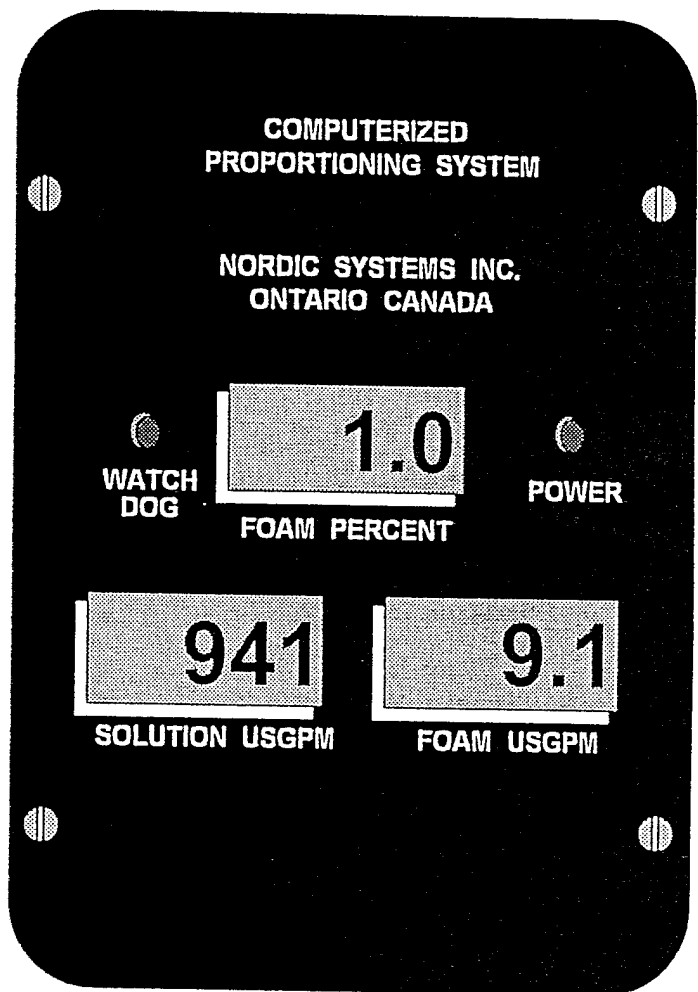 COMPUTERIZED
PROPORTIONING SYSTEM
NORDIC SYSTEMS INC.
ONTARIO CANADA
1.0
WATCH
DOG
POWER
FOAM PERCENT
941
9.1
SOLUTION USGPM
FOAM USGPM